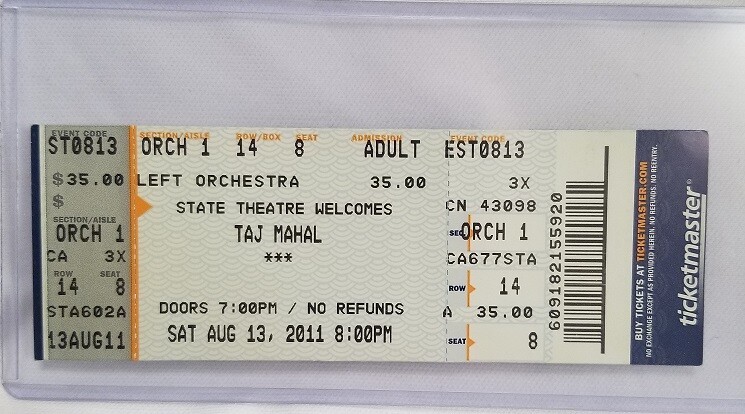 EVENT CODE
ST0813
$35.00
$
SECTION/AISLE
ORCH 1
CA 3X
ROW SEAT
14 8
STA602A
13AUG11
SECTION/AISLE ROW/BOX SEAT ADMISSION
ORCH 1 14 8 ADULT
LEFT ORCHESTRA 35.00
STATE THEATRE WELCOMES
TAJ MAHAL
***
DOORS 7:00PM / NO REFUNDS
SAT AUG 13, 2011 8:00PM
EVENT CODE
EST0813
3X
CN 43098
SEC ORCH 1
CA677STA
ROW 14
A 35.00
SEAT 8
609182155920
BUY TICKETS AT TICKETMASTER.COM
NO EXCHANGE EXCEPT AS PROVIDED HEREIN. NO REFUNDS. NO REENTRY.
ticketmaster®